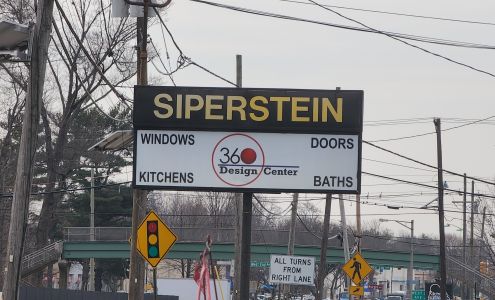 SIPERSTEIN
WINDOWS
DOORS
360
Design Center
KITCHENS
BATHS
ALL TURNS
FROM
RIGHT LANE